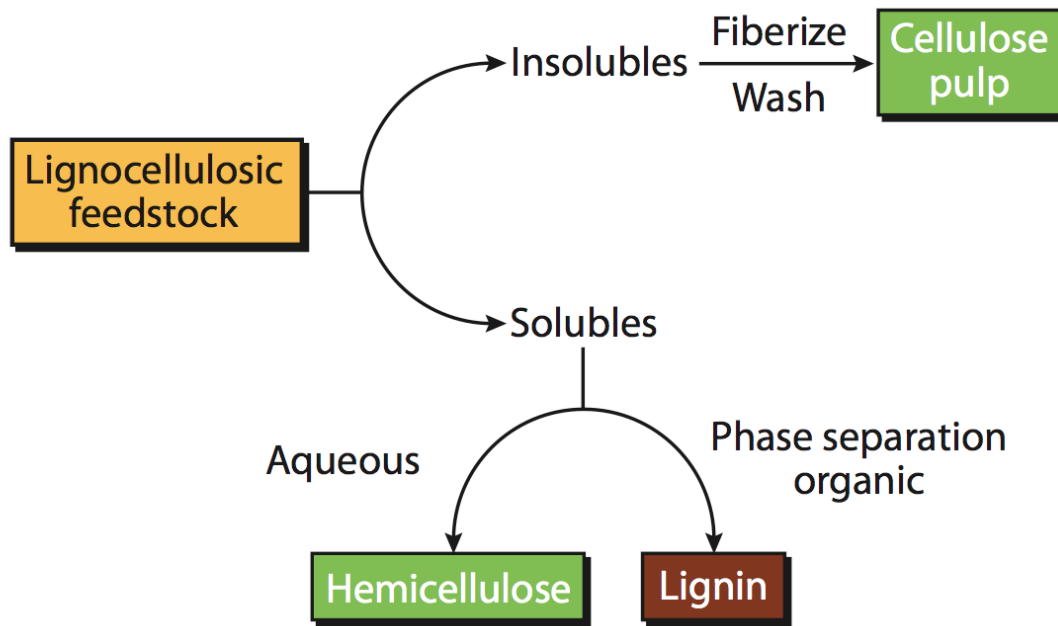 Lignocellulosic
feedstock
Insolubles
Fiberize
Wash
Cellulose
pulp
Solubles
Aqueous
Phase separation
organic
Hemicellulose
Lignin